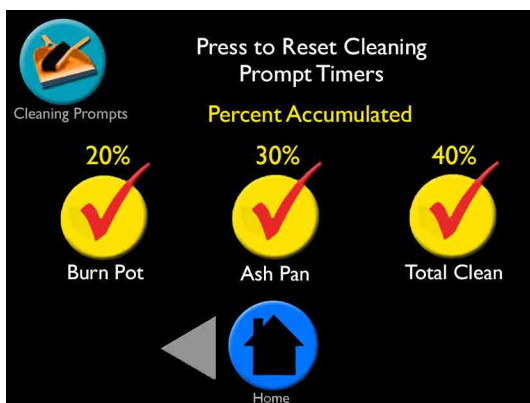 Press to Reset Cleaning
Prompt Timers
Cleaning Prompts
Percent Accumulated
20%
30%
40%
Burn Pot
Ash Pan
Total Clean
Home